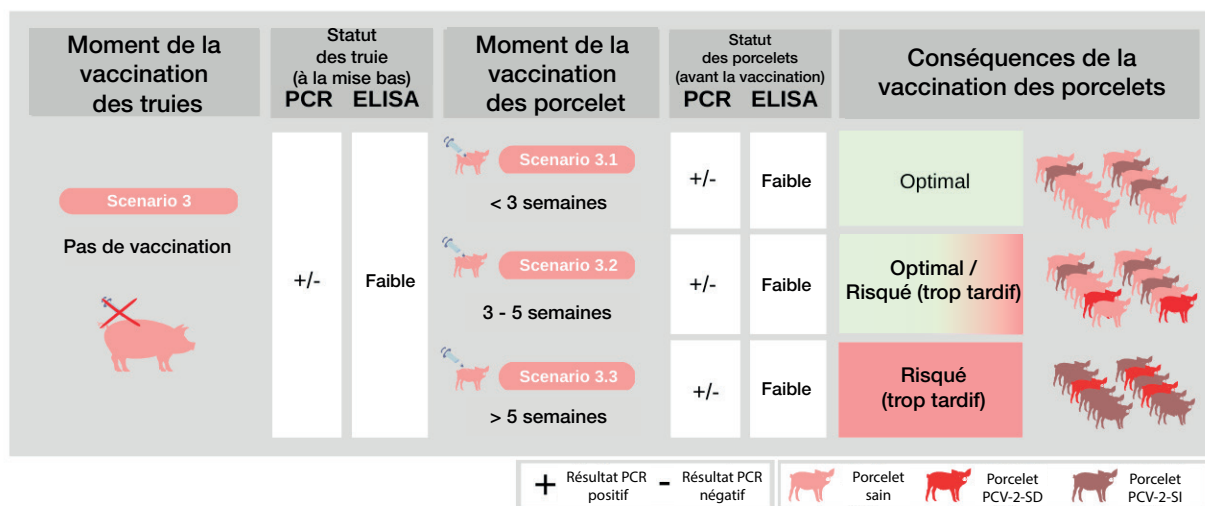 Moment de la
vaccination
des truies
Statut
des truie
(à la mise bas)
PCR ELISA
Moment de la
vaccination
des porcelet
Statut
des porcelets
(avant la vaccination)
PCR ELISA
Conséquences de la
vaccination des porcelets
Scenario 3
Pas de vaccination
+/-
Faible
Scenario 3.1
< 3 semaines
+/-
Faible
Optimal
Scenario 3.2
3 - 5 semaines
+/-
Faible
Optimal /
Risqué (trop tardif)
Scenario 3.3
> 5 semaines
+/-
Faible
Risqué
(trop tardif)
+ Résultat PCR
positif
- Résultat PCR
négatif
Porcelet
sain
Porcelet
PCV-2-SD
Porcelet
PCV-2-SI